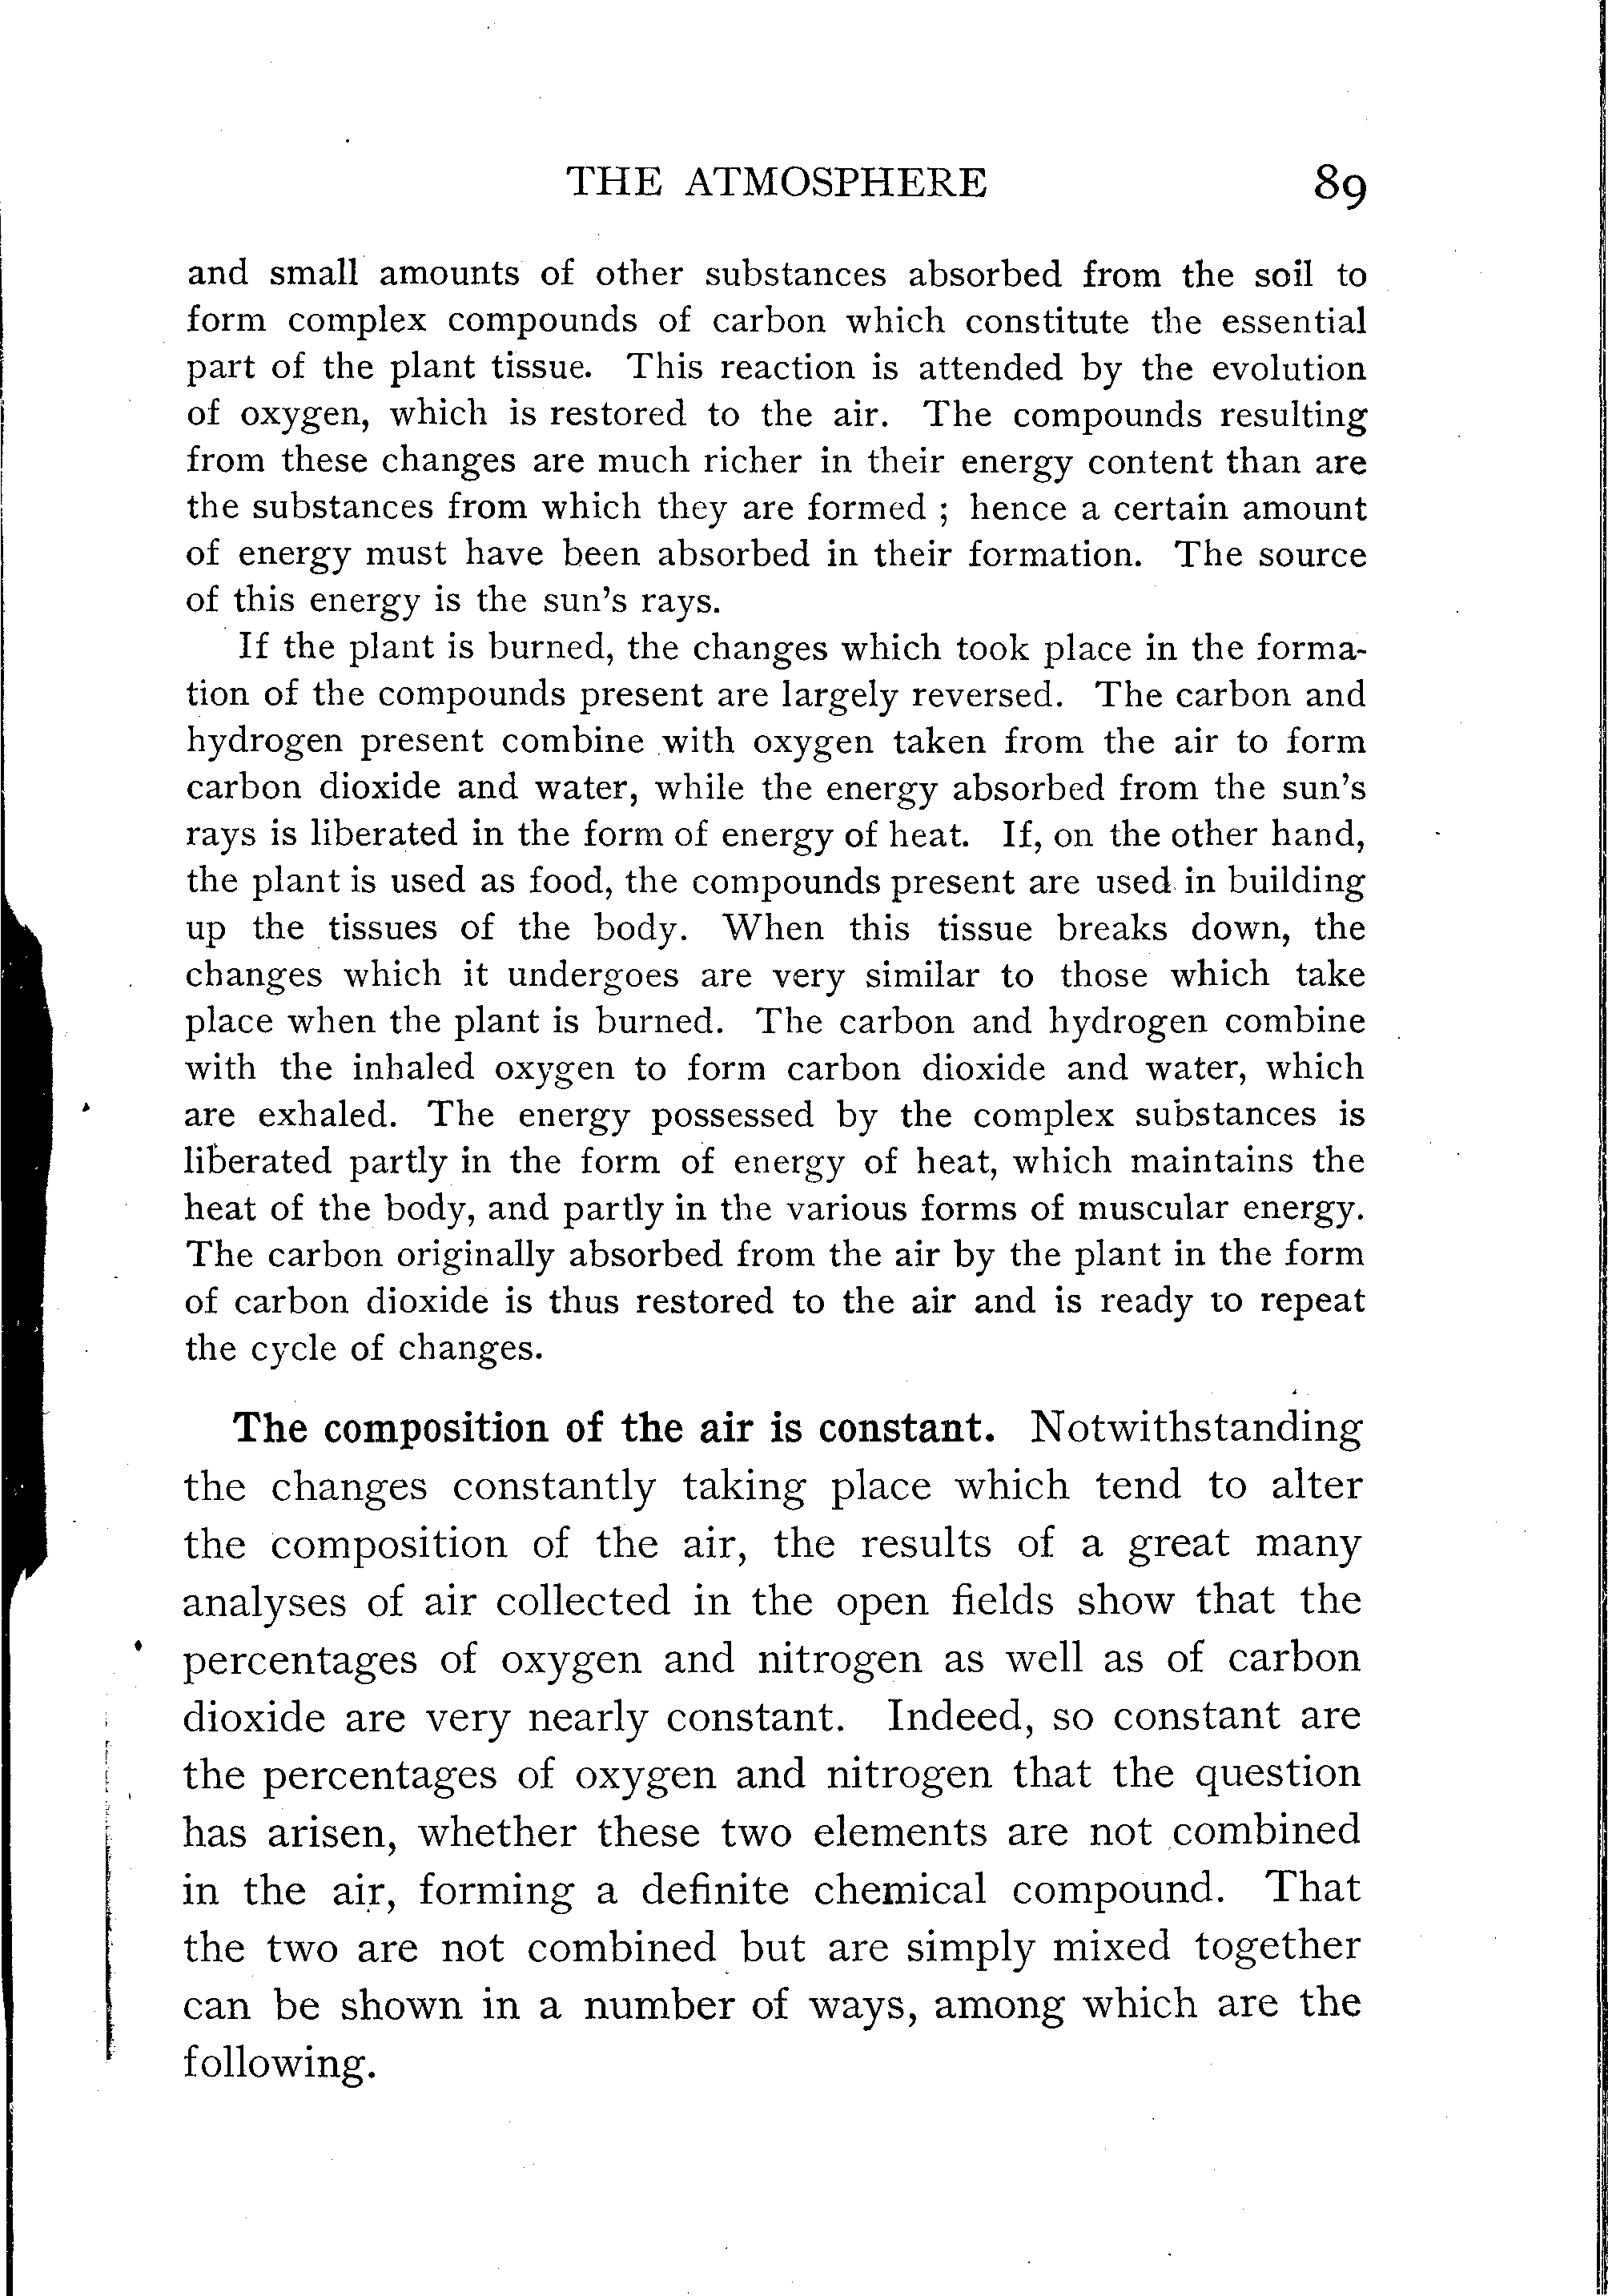 THE ATMOSPHERE 89
and small amounts of other substances absorbed from the soil to
form complex compounds of carbon which constitute the essential
part of the plant tissue. This reaction is attended by the evolution
of oxygen, which is restored to the air. The compounds resulting
from these changes are much richer in their energy content than are
the substances from which they are formed ; hence a certain amount
of energy must have been absorbed in their formation. The source
of this energy is the sun's rays.
If the plant is burned, the changes which took place in the forma-
tion of the compounds present are largely reversed. The carbon and
hydrogen present combine with oxygen taken from the air to form
carbon dioxide and water, while the energy absorbed from the sun's
rays is liberated in the form of energy of heat. If, on the other hand,
the plant is used as food, the compounds present are used in building
up the tissues of the body. When this tissue breaks down, the
changes which it undergoes are very similar to those which take
place when the plant is burned. The carbon and hydrogen combine
with the inhaled oxygen to form carbon dioxide and water, which
are exhaled. The energy possessed by the complex substances is
liberated partly in the form of energy of heat, which maintains the
heat of the body, and partly in the various forms of muscular energy.
The carbon originally absorbed from the air by the plant in the form
of carbon dioxide is thus restored to the air and is ready to repeat
the cycle of changes.
The composition of the air is constant. Notwithstanding
the changes constantly taking place which tend to alter
the composition of the air, the results of a great many
analyses of air collected in the open fields show that the
percentages of oxygen and nitrogen as well as of carbon
dioxide are very nearly constant. Indeed, so constant are
the percentages of oxygen and nitrogen that the question
has arisen, whether these two elements are not combined
in the air, forming a definite chemical compound. That
the two are not combined but are simply mixed together
can be shown in a number of ways, among which are the
following.